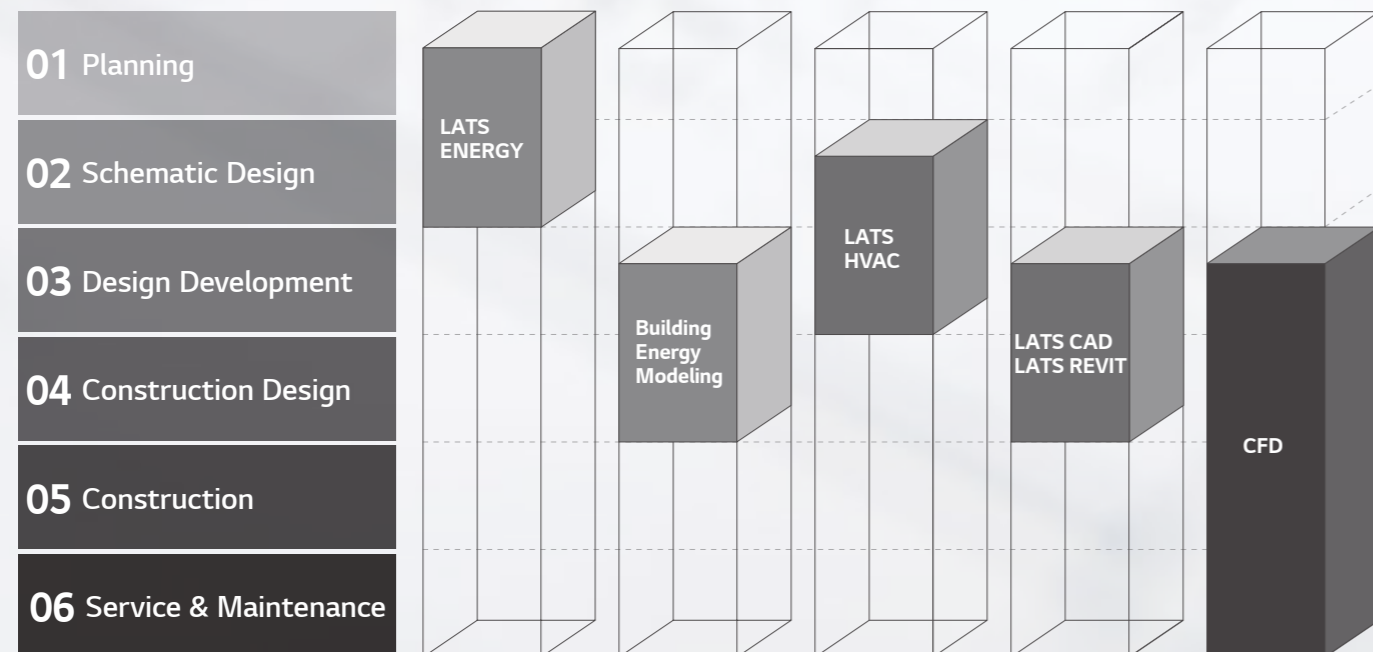 01 Planning
02 Schematic Design
03 Design Development
04 Construction Design
05 Construction
06 Service & Maintenance
LATS
ENERGY
Building
Energy
Modeling
LATS
HVAC
LATS CAD
LATS REVIT
CFD